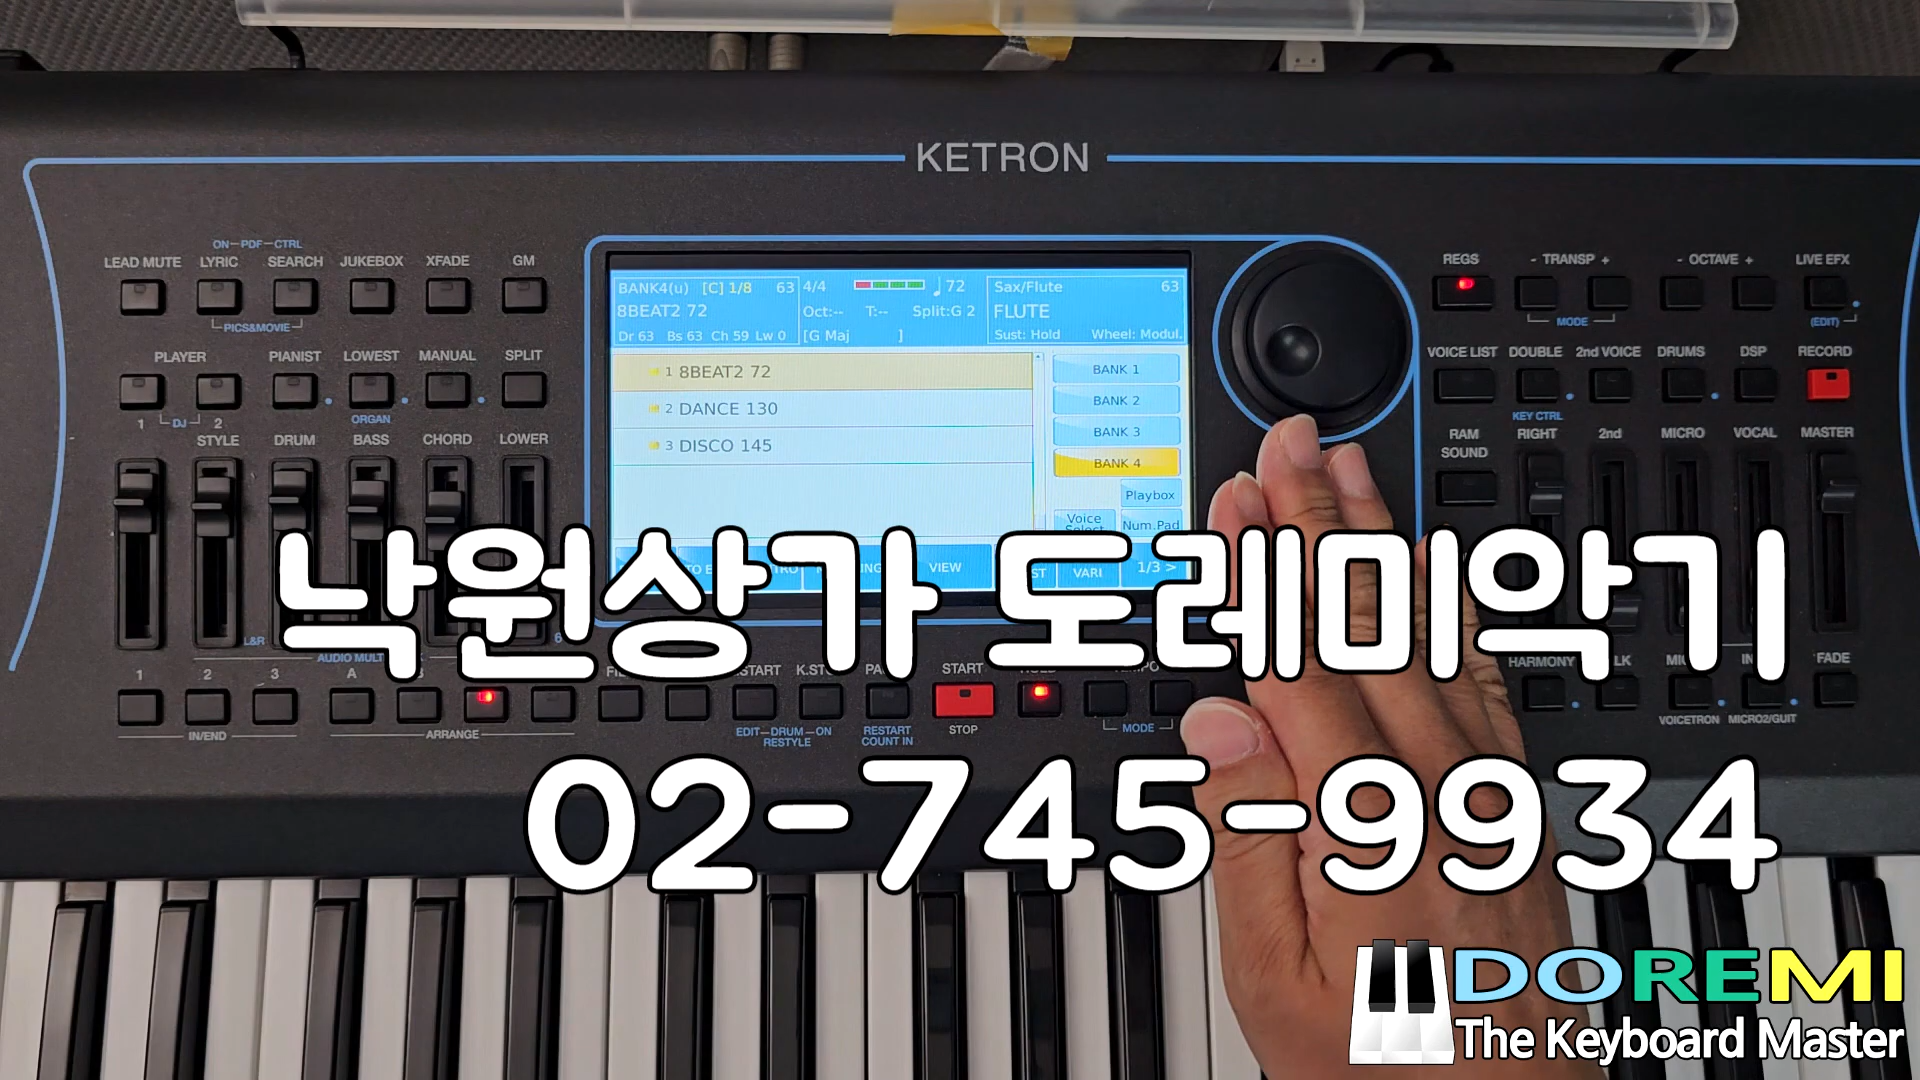 KETRON
ON-PDF-CTRL
LEAD MUTE LYRIC SEARCH JUKEBOX XFADE GM
PICS&MOVIE
PLAYER PIANIST LOWEST MANUAL SPLIT
1 DJ 2 ORGAN
STYLE DRUM BASS CHORD LOWER
L&R
AUDIO MULT
1 2 3 A
IN/END ARRANGE
BANK4(u) [C] 1/8 63
8BEAT2 72
Dr 63 Bs 63 Ch 59 Lw 0
4/4 72
Oct:-- T:-- Split:G 2
[G Maj ]
Sax/Flute 63
FLUTE
Sust: Hold Wheel: Modul.
1 8BEAT2 72
2 DANCE 130
3 DISCO 145
BANK 1
BANK 2
BANK 3
BANK 4
Playbox
Voice Select Num.Pad
VIEW VARI 1/3 >
REGS - TRANSP + - OCTAVE + LIVE EFX
MODE (EDIT)
VOICE LIST DOUBLE 2nd VOICE DRUMS DSP RECORD
KEY CTRL
RAM SOUND RIGHT 2nd MICRO VOCAL MASTER
START
HARMONY FADE
EDIT-DRUM-ON
RESTYLE
RESTART
COUNT IN
STOP
MODE
VOICETRON MICRO2/GUIT
낙원상가 도레미악기
02-745-9934
DOREMI
The Keyboard Master